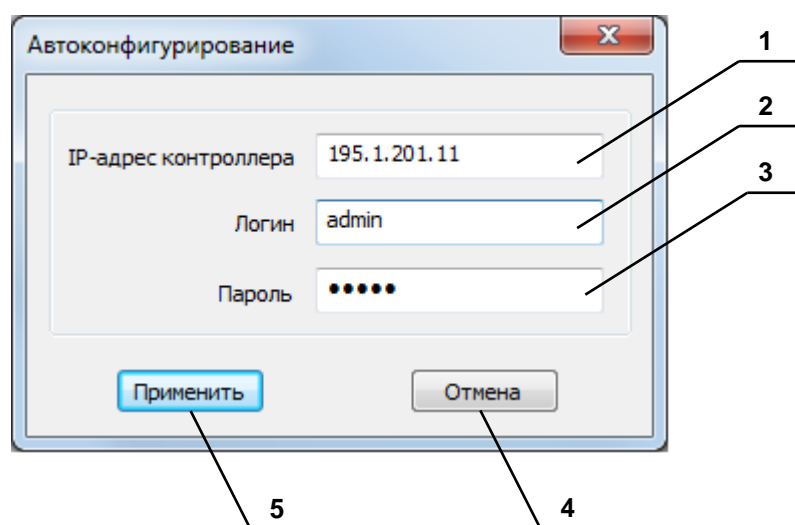 Автоконфигурирование
1
IP-адрес контроллера 195.1.201.11
2
Логин admin
3
Пароль •••••
Применить Отмена
5 4